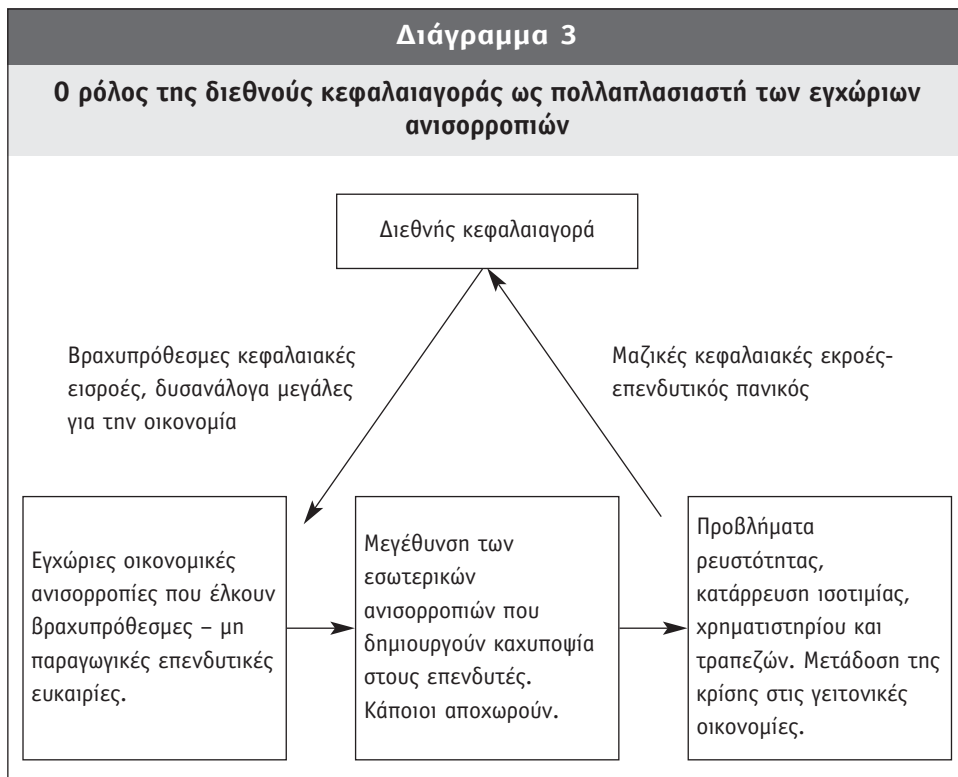 Διάγραμμα 3
Ο ρόλος της διεθνούς κεφαλαιαγοράς ως πολλαπλασιαστή των εγχώριων
ανισορροπιών
Διεθνής κεφαλαιαγορά
Βραχυπρόθεσμες κεφαλαιακές
εισροές, δυσανάλογα μεγάλες
για την οικονομία
Μαζικές κεφαλαιακές εκροές-
επενδυτικός πανικός
Εγχώριες οικονομικές
ανισορροπίες που έλκουν
βραχυπρόθεσμες – μη
παραγωγικές επενδυτικές
ευκαιρίες.
Μεγέθυνση των
εσωτερικών
ανισορροπιών που
δημιουργούν καχυποψία
στους επενδυτές.
Κάποιοι αποχωρούν.
Προβλήματα
ρευστότητας,
κατάρρευση ισοτιμίας,
χρηματιστηρίου και
τραπεζών. Μετάδοση της
κρίσης στις γειτονικές
οικονομίες.